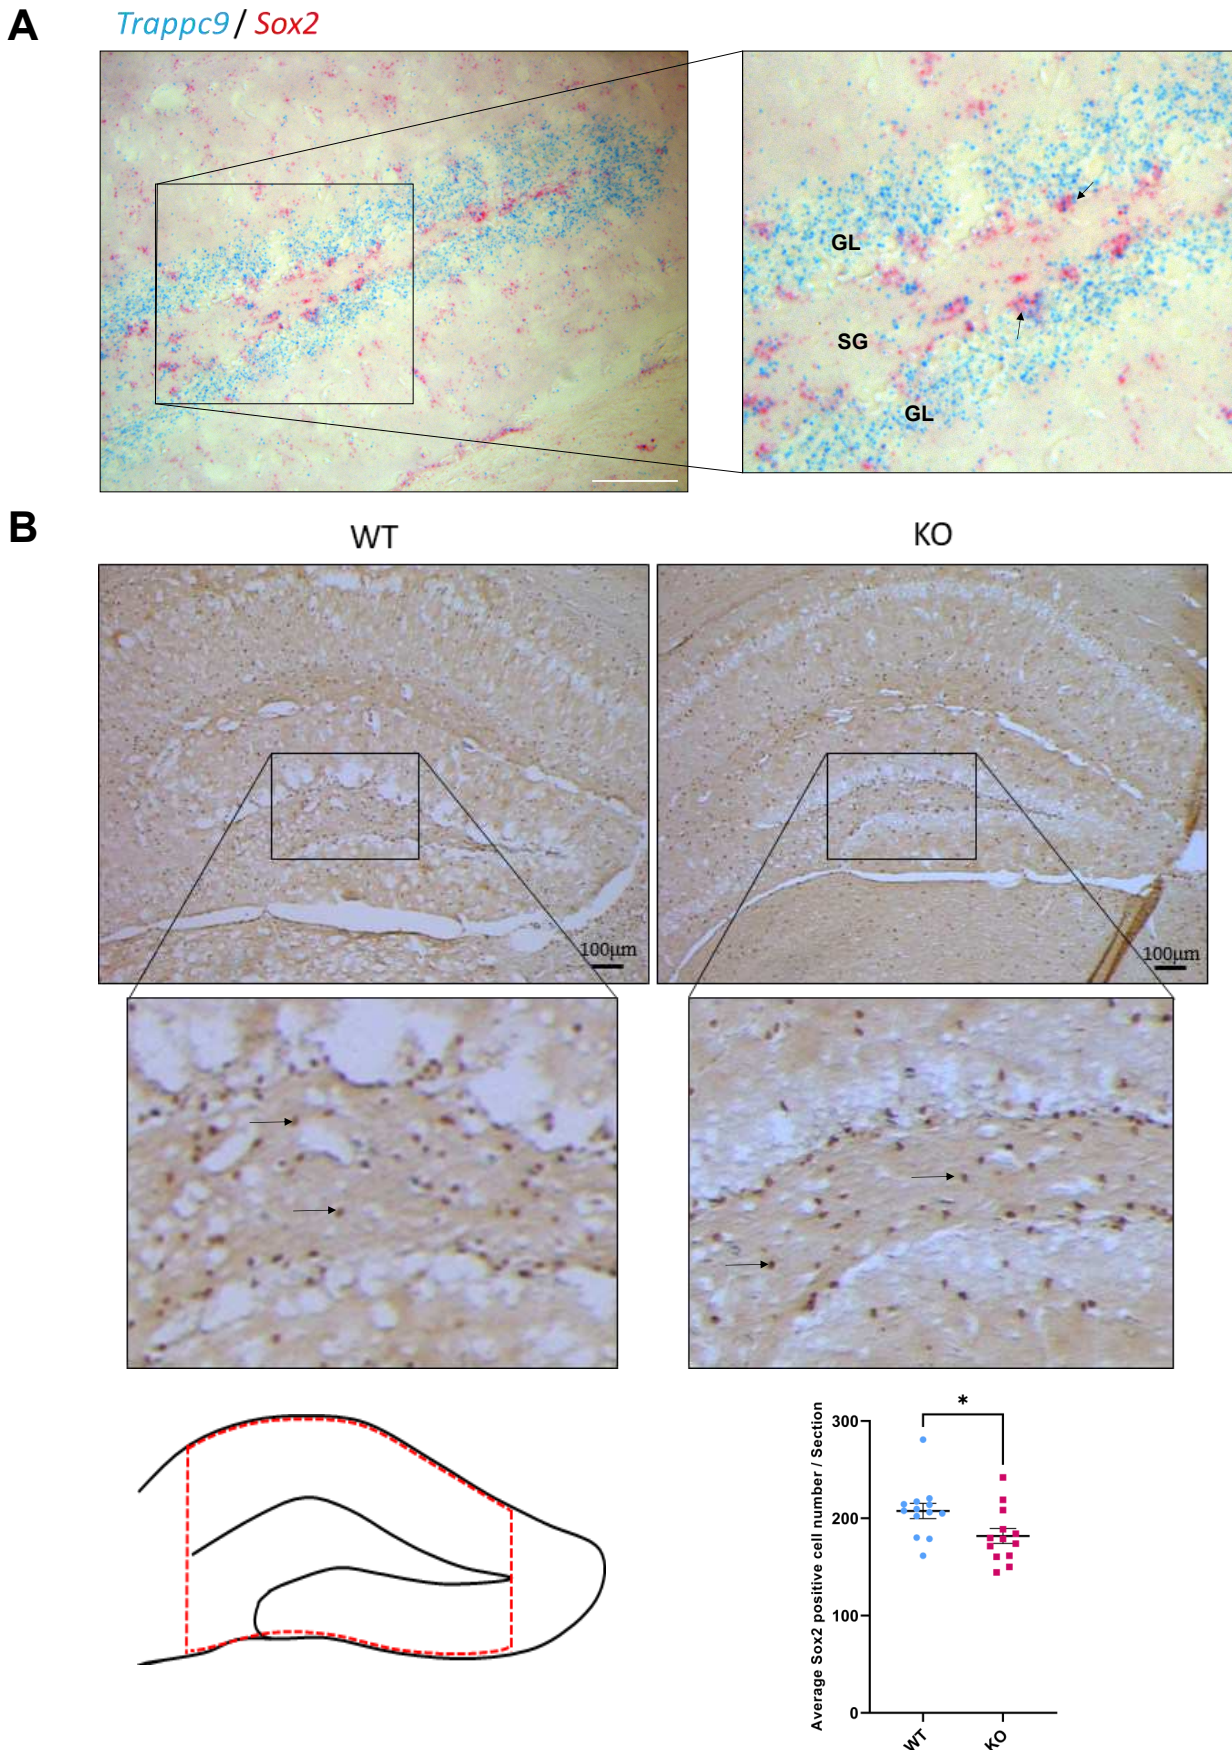 A
Trappc9 / Sox2
GL
SG
GL
B
WT
KO
100µm
100µm
*
Average Sox2 positive cell number / Section
300
200
100
0
WT
KO